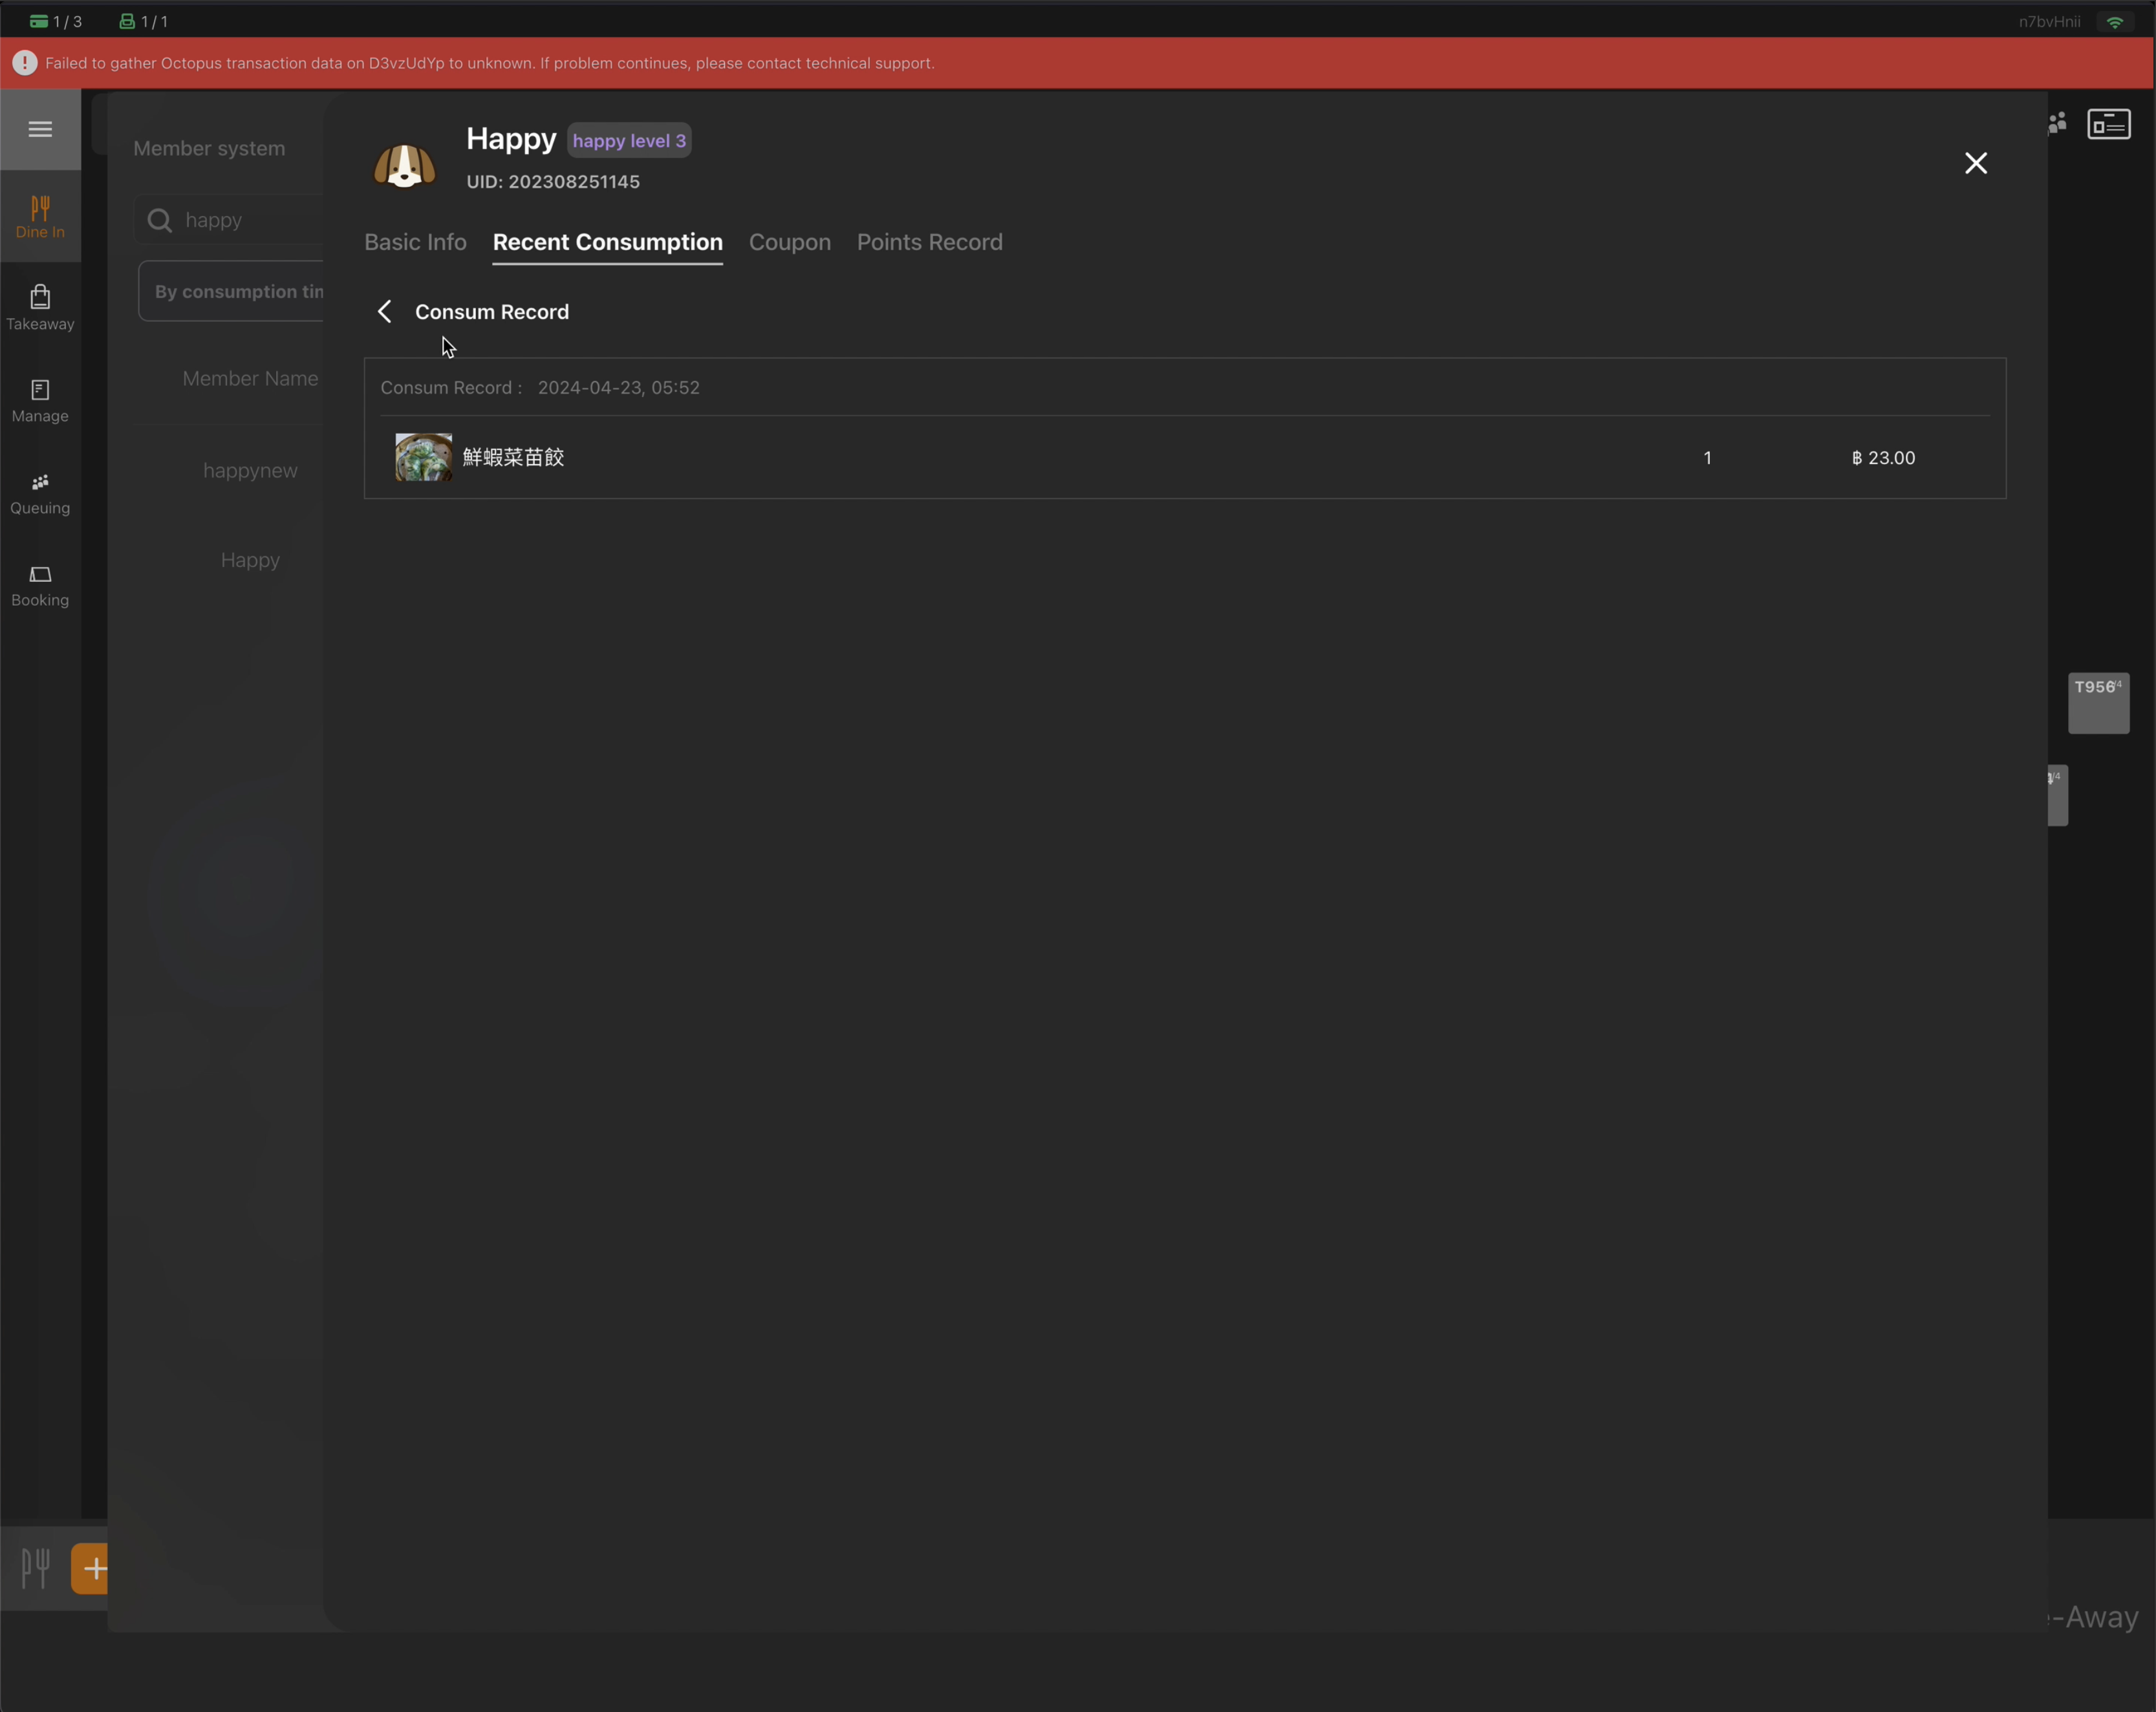 1 / 3
1 / 1
n7bvHnii
Failed to gather Octopus transaction data on D3vzUdYp to unknown. If problem continues, please contact technical support.
Dine In
Takeaway
Manage
Queuing
Booking
Member system
happy
By consumption tim
Member Name
happynew
Happy
Happy
happy level 3
UID: 202308251145
Basic Info
Recent Consumption
Coupon
Points Record
Consum Record
Consum Record : 2024-04-23, 05:52
鮮蝦菜苗餃
1
฿ 23.00
T956
/4
/4
-Away